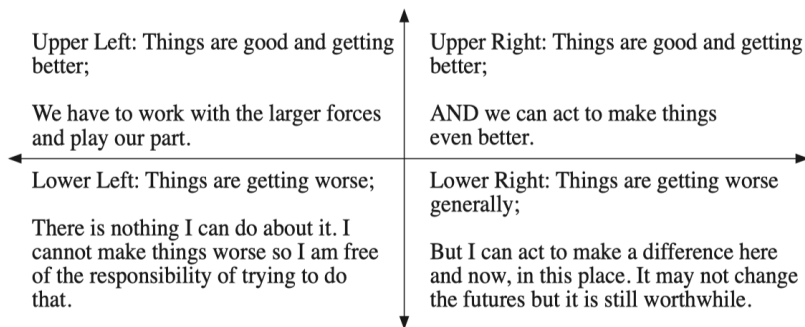 Upper Left: Things are good and getting
better;
We have to work with the larger forces
and play our part.
Upper Right: Things are good and getting
better;
AND we can act to make things
even better.
Lower Left: Things are getting worse;
There is nothing I can do about it. I
cannot make things worse so I am free
of the responsibility of trying to do
that.
Lower Right: Things are getting worse
generally;
But I can act to make a difference here
and now, in this place. It may not change
the futures but it is still worthwhile.